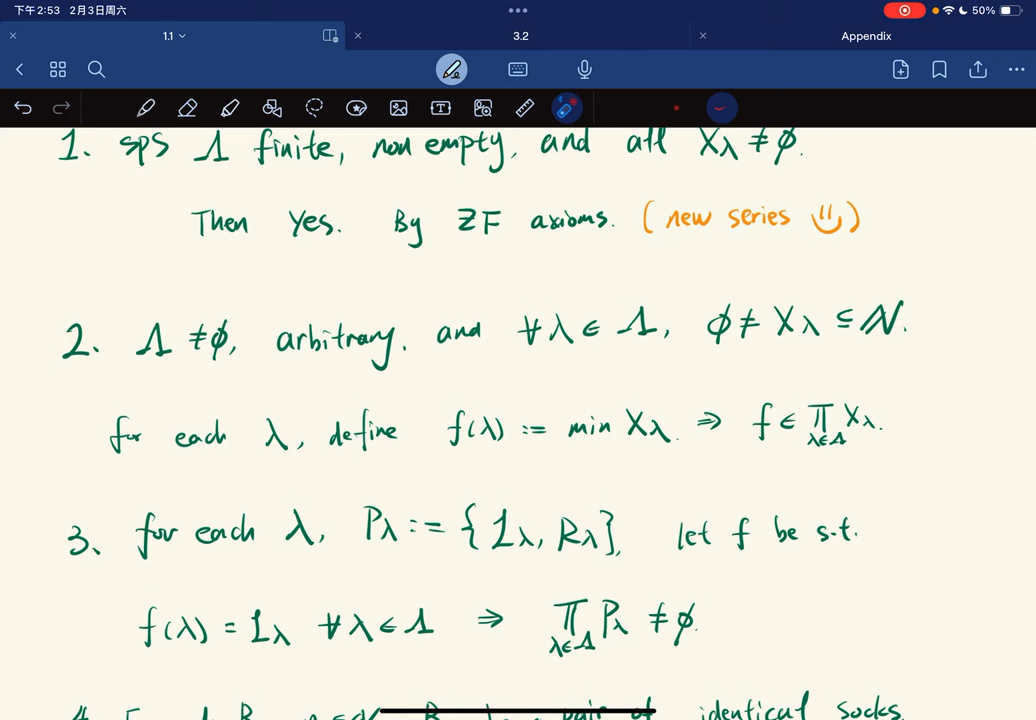 下午2:53 2月3日周六
50%
1.1
3.2
Appendix
1. sps Λ finite, non empty, and all Xλ ≠ ∅.
Then Yes. By ZF axioms. (new series
2. Λ ≠ ∅, arbitrary, and ∀λ ∈ Λ, ∅ ≠ Xλ ⊆ ℕ.
for each λ, define f(λ) := min Xλ. ⇒ f ∈ ∏λ∈Λ Xλ.
3. for each λ, Pλ := {Lλ, Rλ}, let f be s.t.
f(λ) = Lλ ∀λ ∈ Λ ⇒ ∏λ∈Λ Pλ ≠ ∅.
pair of identical socks